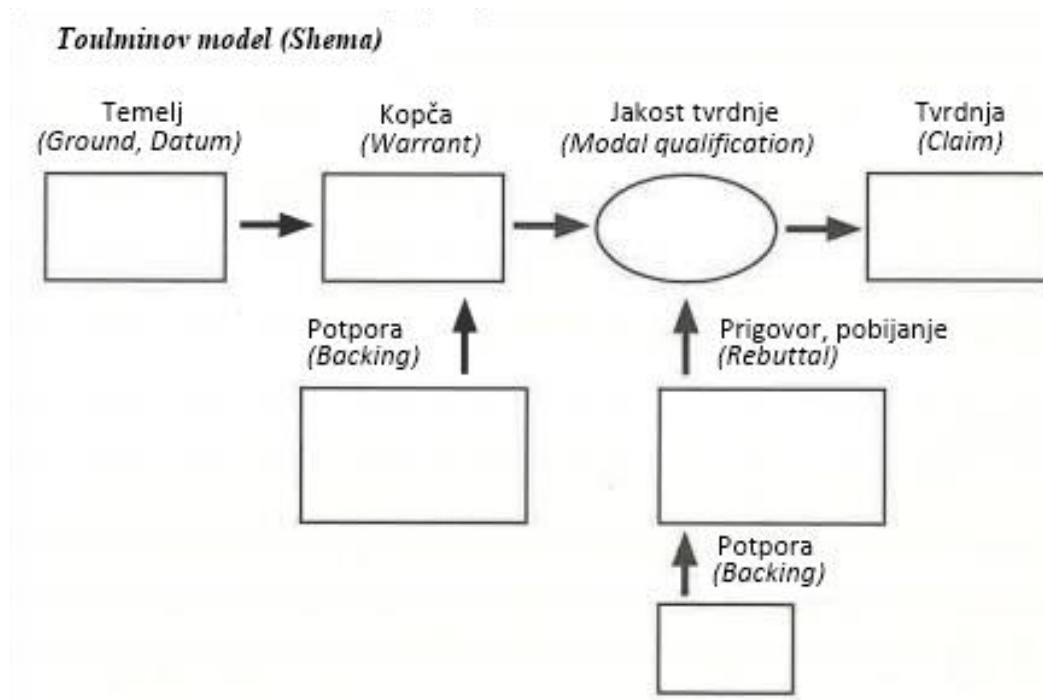 Toulminov model (Shema)
Temelj
(Ground, Datum)
Kopča
(Warrant)
Jakost tvrdnje
(Modal qualification)
Tvrdnja
(Claim)
Potpora
(Backing)
Prigovor, pobijanje
(Rebuttal)
Potpora
(Backing)